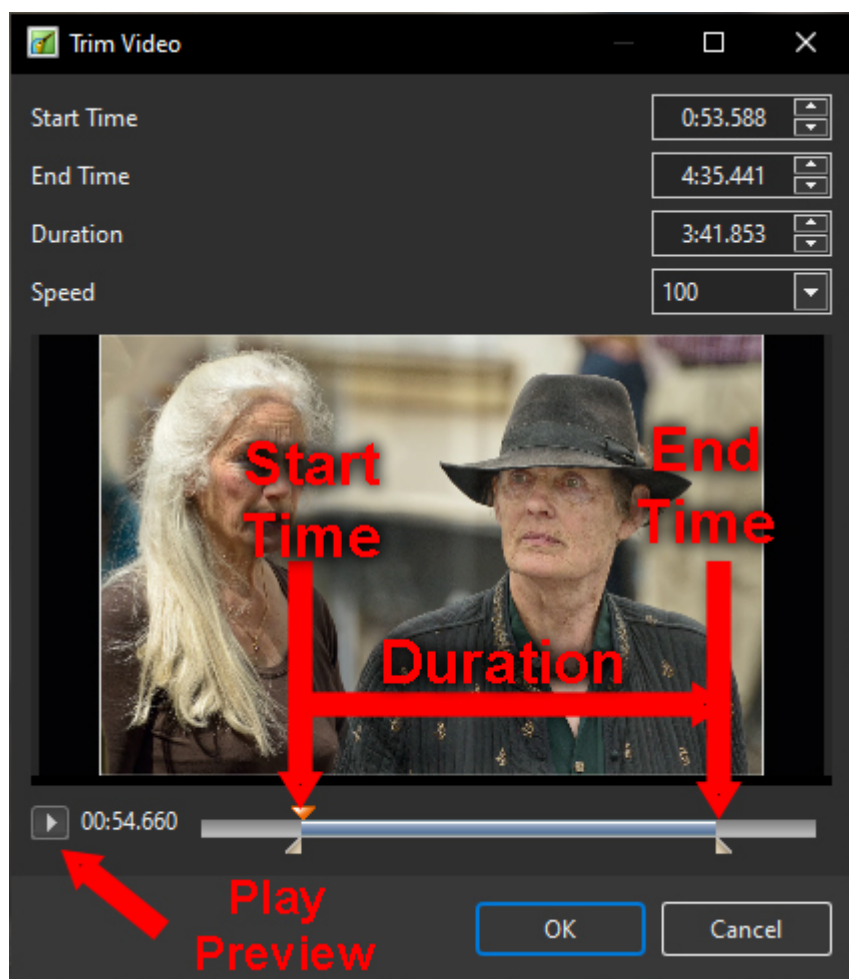 Trim Video
Start Time
0:53.588
End Time
4:35.441
Duration
3:41.853
Speed
100
Start
Time
End
Time
Duration
00:54.660
Play
Preview
OK
Cancel